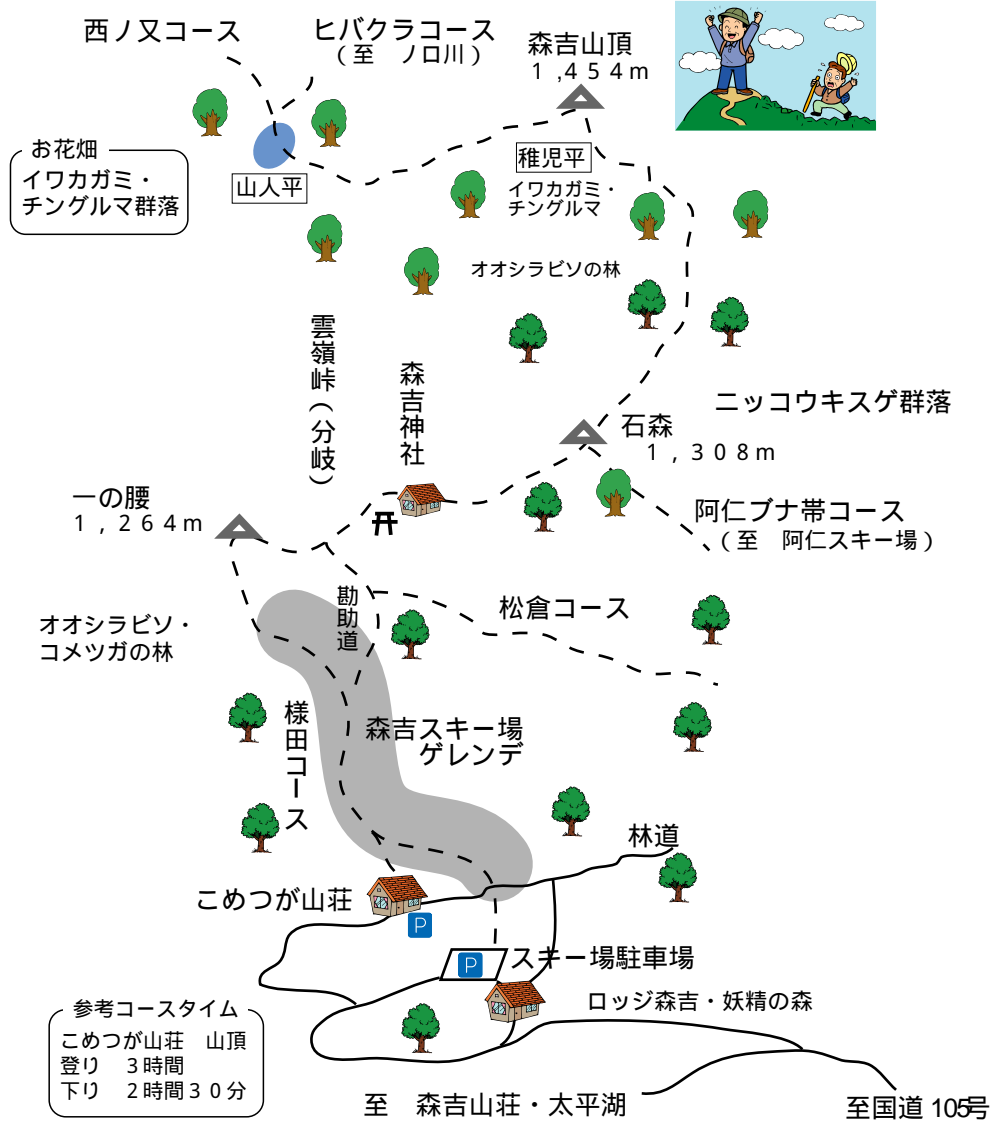 西ノ又コース
ヒバクラコース
（至　ノロ川）
森吉山頂
１,４５４ｍ
お花畑
イワカガミ・
チングルマ群落
山人平
稚児平
イワカガミ・
チングルマ
オオシラビソの林
雲嶺峠（分岐）
森吉神社
ニッコウキスゲ群落
石森
１,３０８ｍ
一の腰
１,２６４ｍ
阿仁ブナ帯コース
（至　阿仁スキー場）
勘助道
松倉コース
オオシラビソ・
コメツガの林
様田コース
森吉スキー場
ゲレンデ
林道
こめつが山荘
P
P
スキー場駐車場
ロッジ森吉・妖精の森
参考コースタイム
こめつが山荘　山頂
登り　３時間
下り　２時間３０分
至　森吉山荘・太平湖
至国道105号